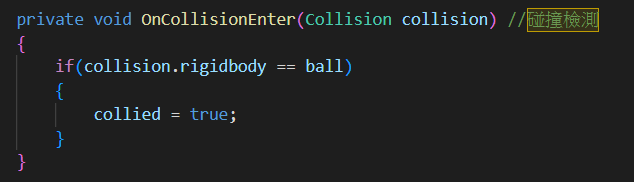 private void OnCollisionEnter(Collision collision) //碰撞檢測
{
if(collision.rigidbody == ball)
{
collied = true;
}
}